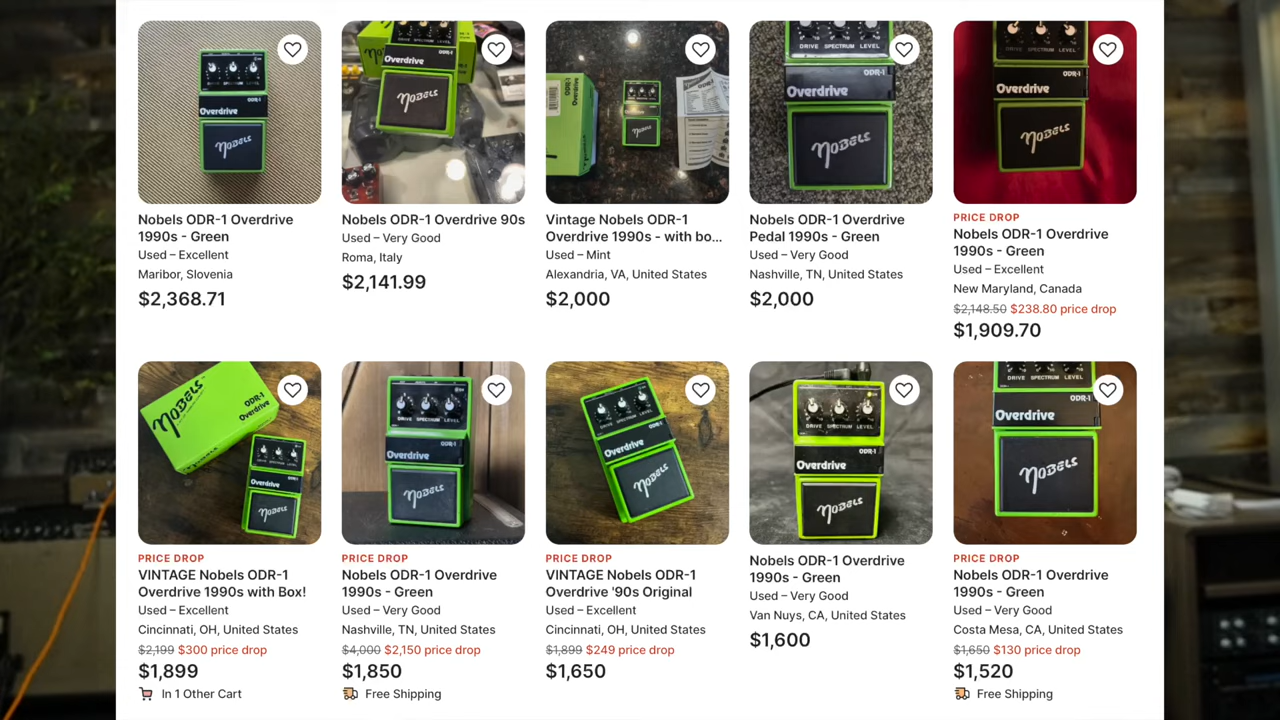 Nobels ODR-1 Overdrive
1990s - Green
Used – Excellent
Maribor, Slovenia
$2,368.71
Nobels ODR-1 Overdrive 90s
Used – Very Good
Roma, Italy
$2,141.99
Vintage Nobels ODR-1
Overdrive 1990s - with bo...
Used – Mint
Alexandria, VA, United States
$2,000
Nobels ODR-1 Overdrive
Pedal 1990s - Green
Used – Very Good
Nashville, TN, United States
$2,000
PRICE DROP
Nobels ODR-1 Overdrive
1990s - Green
Used – Excellent
New Maryland, Canada
$2,148.50 $238.80 price drop
$1,909.70
PRICE DROP
VINTAGE Nobels ODR-1
Overdrive 1990s with Box!
Used – Excellent
Cincinnati, OH, United States
$2,199 $300 price drop
$1,899
In 1 Other Cart
PRICE DROP
Nobels ODR-1 Overdrive
1990s - Green
Used – Very Good
Nashville, TN, United States
$4,000 $2,150 price drop
$1,850
Free Shipping
PRICE DROP
VINTAGE Nobels ODR-1
Overdrive '90s Original
Used – Excellent
Cincinnati, OH, United States
$1,899 $249 price drop
$1,650
Nobels ODR-1 Overdrive
1990s - Green
Used – Very Good
Van Nuys, CA, United States
$1,600
PRICE DROP
Nobels ODR-1 Overdrive
1990s - Green
Used – Very Good
Costa Mesa, CA, United States
$1,650 $130 price drop
$1,520
Free Shipping